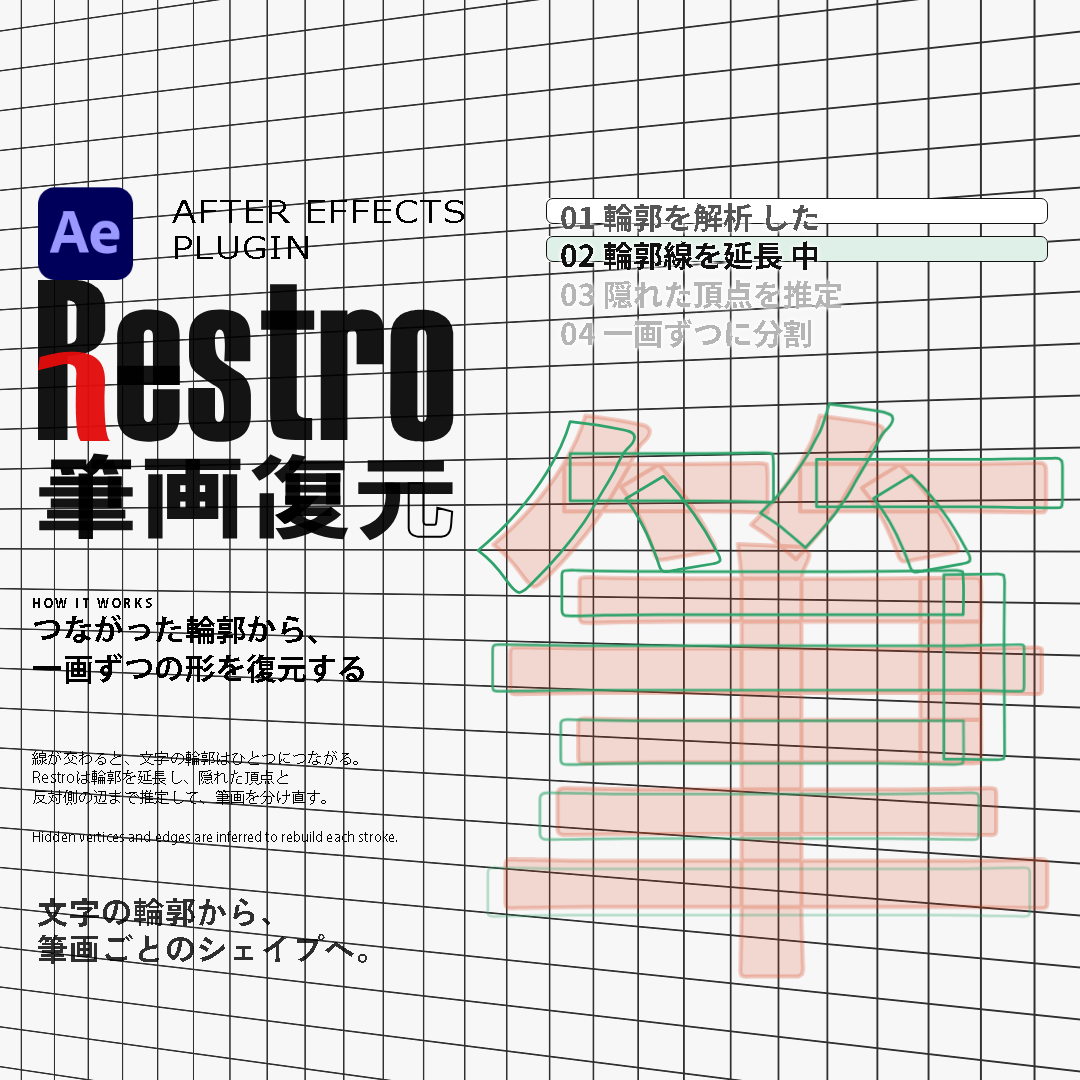 Ae
AFTER EFFECTS
PLUGIN
Restro
筆画復元
01 輪郭を解析 した
02 輪郭線を延長 中
03 隠れた頂点を推定
04 一画ずつに分割
HOW IT WORKS
つながった輪郭から、
一画ずつの形を復元する
線が交わると、文字の輪郭はひとつにつながる。
Restroは輪郭を延長し、隠れた頂点と
反対側の辺まで推定して、筆画を分け直す。
Hidden vertices and edges are inferred to rebuild each stroke.
文字の輪郭から、
筆画ごとのシェイプへ。
筆